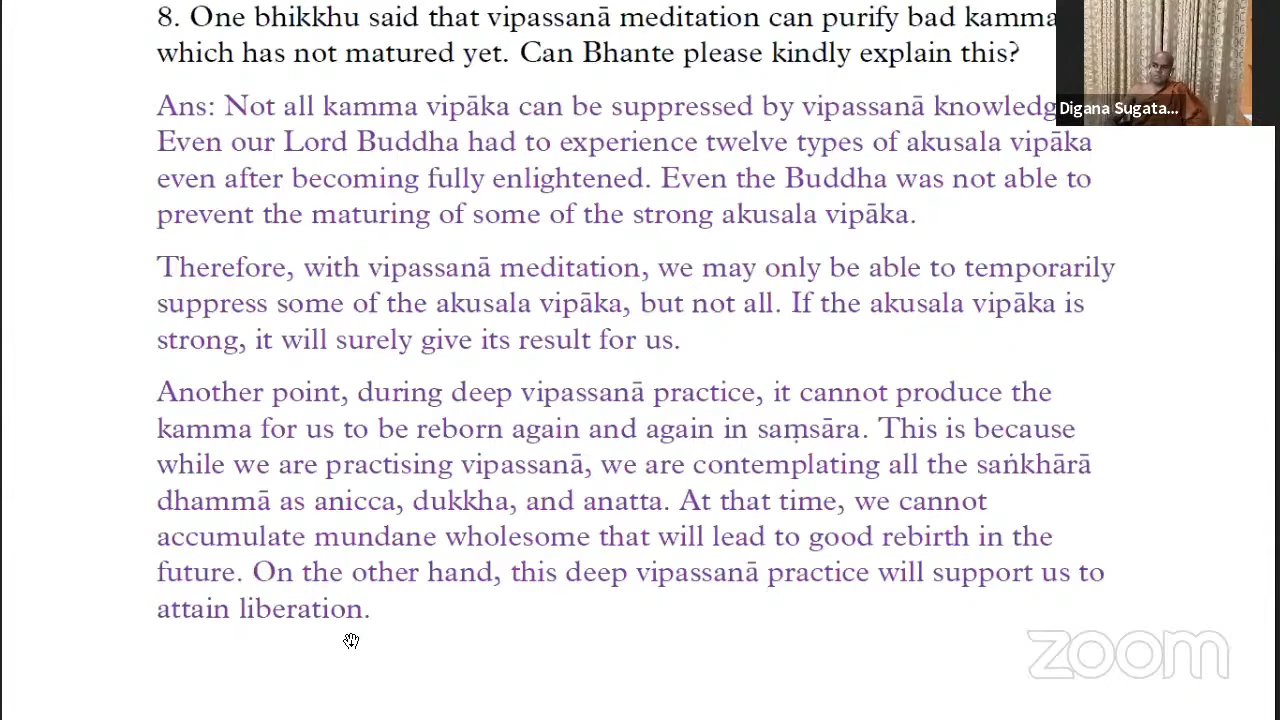 8. One bhikkhu said that vipassanā meditation can purify bad kamma
which has not matured yet. Can Bhante please kindly explain this?
Ans: Not all kamma vipāka can be suppressed by vipassanā knowledg
Even our Lord Buddha had to experience twelve types of akusala vipāka
even after becoming fully enlightened. Even the Buddha was not able to
prevent the maturing of some of the strong akusala vipāka.
Therefore, with vipassanā meditation, we may only be able to temporarily
suppress some of the akusala vipāka, but not all. If the akusala vipāka is
strong, it will surely give its result for us.
Another point, during deep vipassanā practice, it cannot produce the
kamma for us to be reborn again and again in saṃsāra. This is because
while we are practising vipassanā, we are contemplating all the saṅkhārā
dhammā as anicca, dukkha, and anatta. At that time, we cannot
accumulate mundane wholesome that will lead to good rebirth in the
future. On the other hand, this deep vipassanā practice will support us to
attain liberation.
Digana Sugata...
zoom